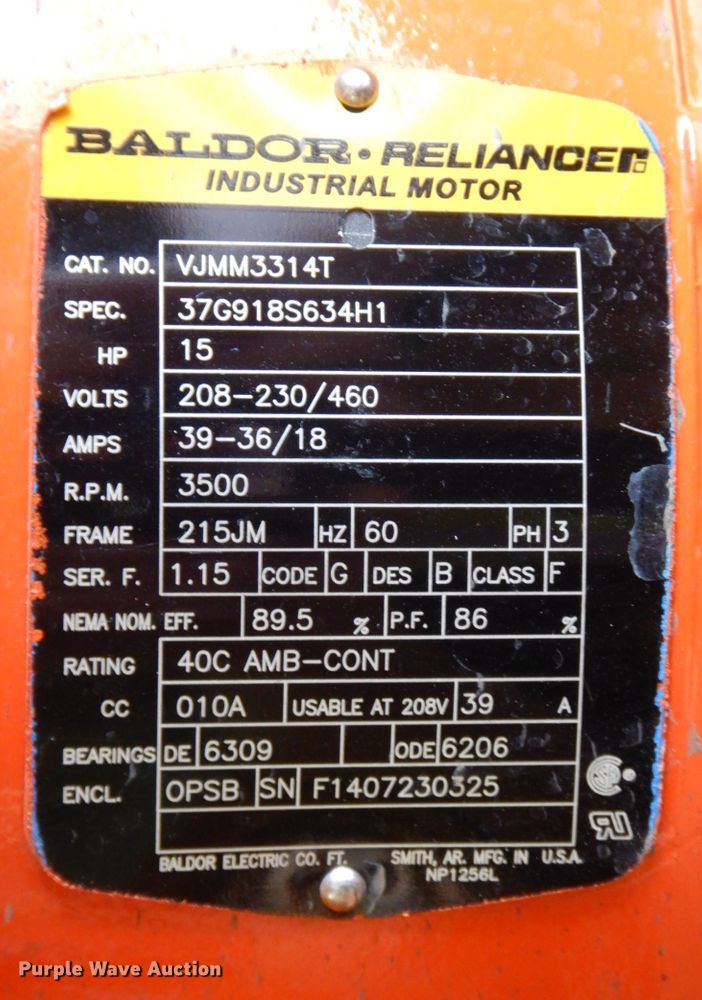 BALDOR • RELIANCER
INDUSTRIAL MOTOR
CAT. NO. VJMM3314T
SPEC. 37G918S634H1
HP 15
VOLTS 208-230/460
AMPS 39-36/18
R.P.M. 3500
FRAME 215JM HZ 60 PH 3
SER. F. 1.15 CODE G DES B CLASS F
NEMA NOM. EFF. 89.5 % P.F. 86 %
RATING 40C AMB-CONT
CC 010A USABLE AT 208V 39 A
BEARINGS DE 6309 ODE 6206
ENCL. OPSB SN F1407230325
BALDOR ELECTRIC CO. FT. SMITH, AR. MFG. IN U.S.A.
NP1256L
Purple Wave Auction